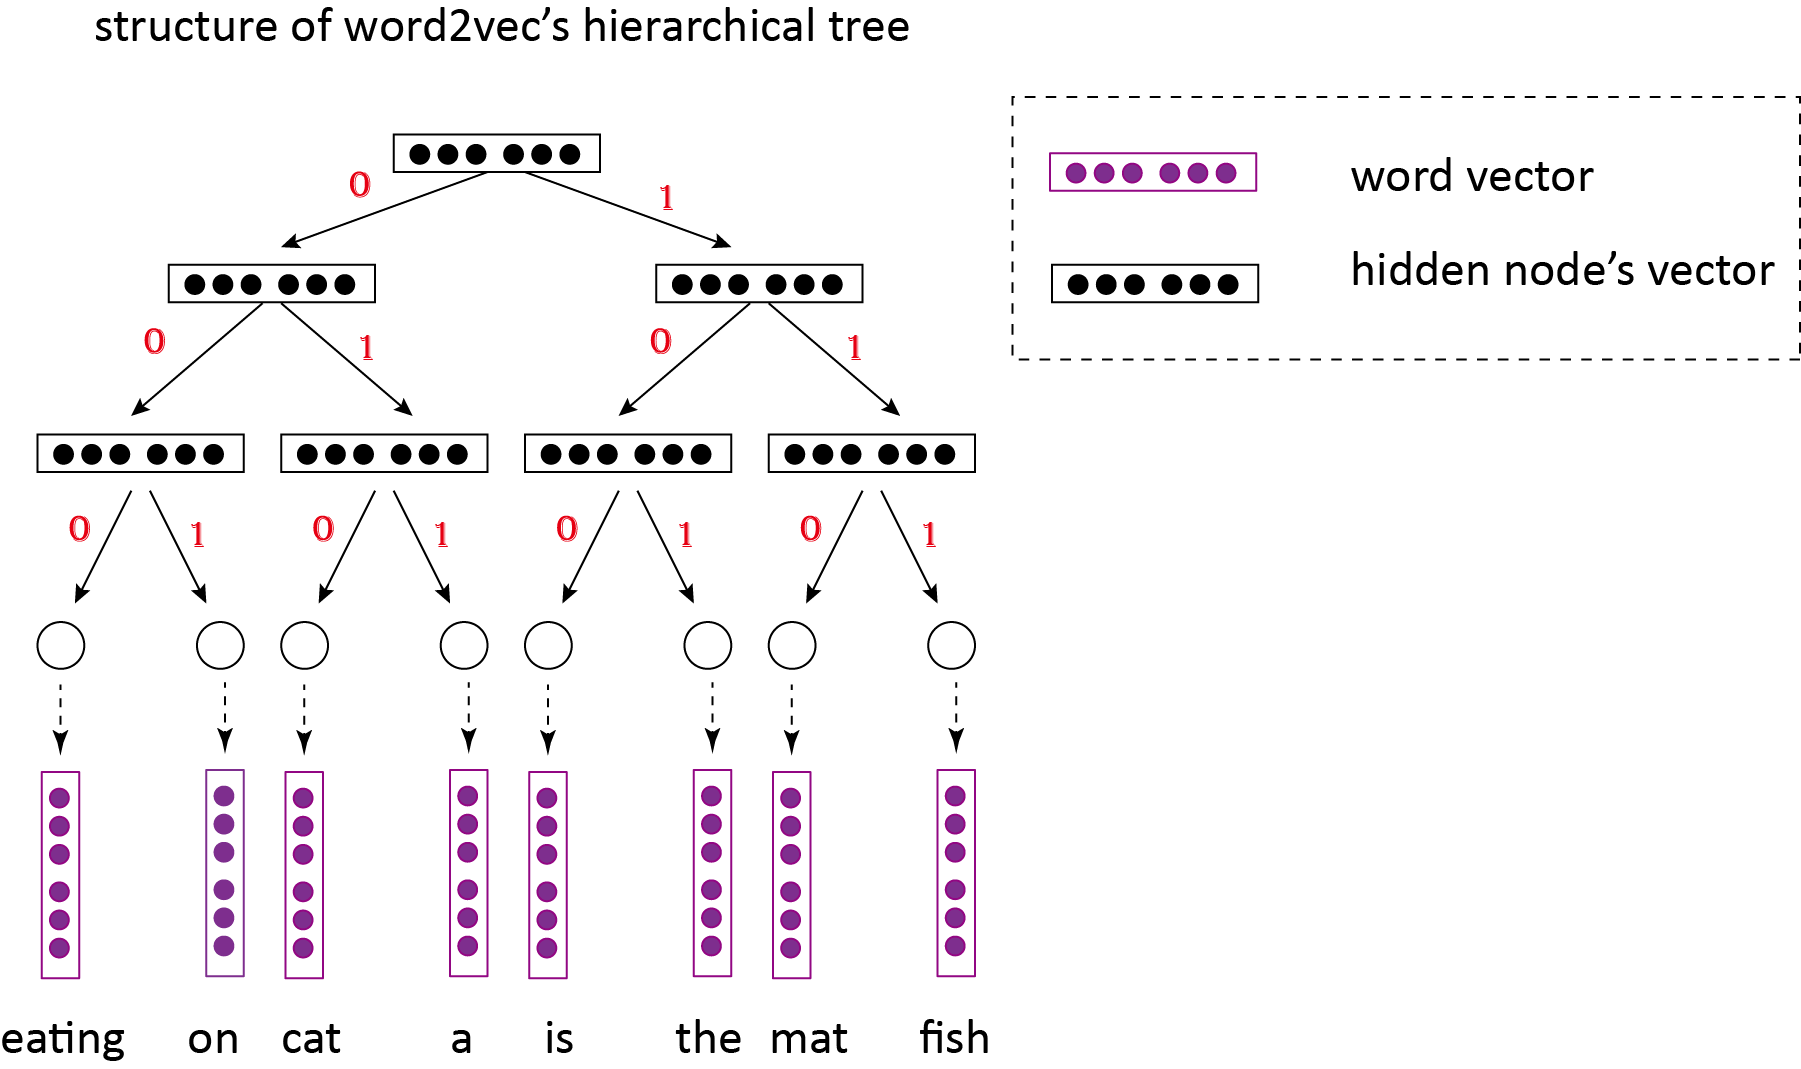 structure of word2vec’s hierarchical tree
word vector
hidden node’s vector
0 1
0 1 0 1
0 1 0 1 0 1 0 1
eating on cat a is the mat fish